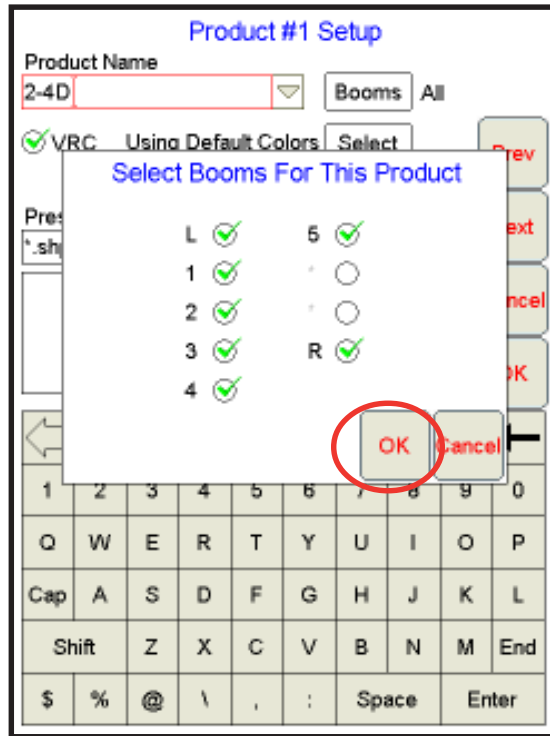 Product #1 Setup
Product Name
2-4D
Booms All
VRC Using Default Colors Select
Prev
Select Booms For This Product
L 5
1 *
2 *
3 R
4
OK Cancel
1 2 3 4 5 6 7 8 9 0
Q W E R T Y U I O P
Cap A S D F G H J K L
Shift Z X C V B N M End
$ % @ \ , : Space Enter